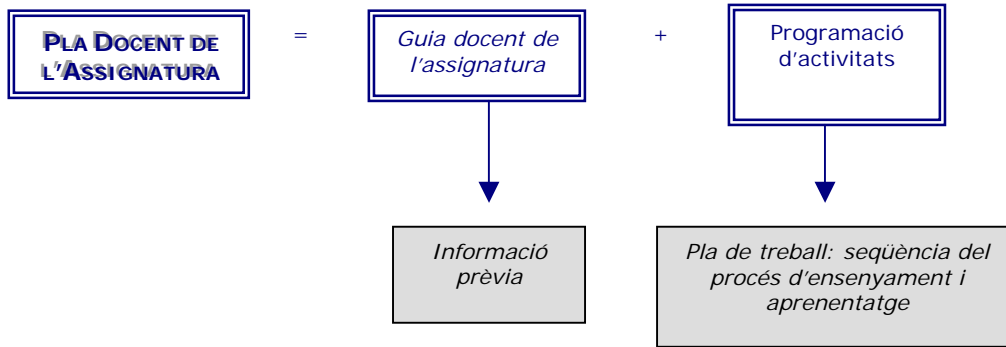 PLA DOCENT DE
L'ASSIGNATURA
=
Guia docent de
l'assignatura
+
Programació
d'activitats
Informació
prèvia
Pla de treball: seqüència del
procés d'ensenyament i
aprenentatge